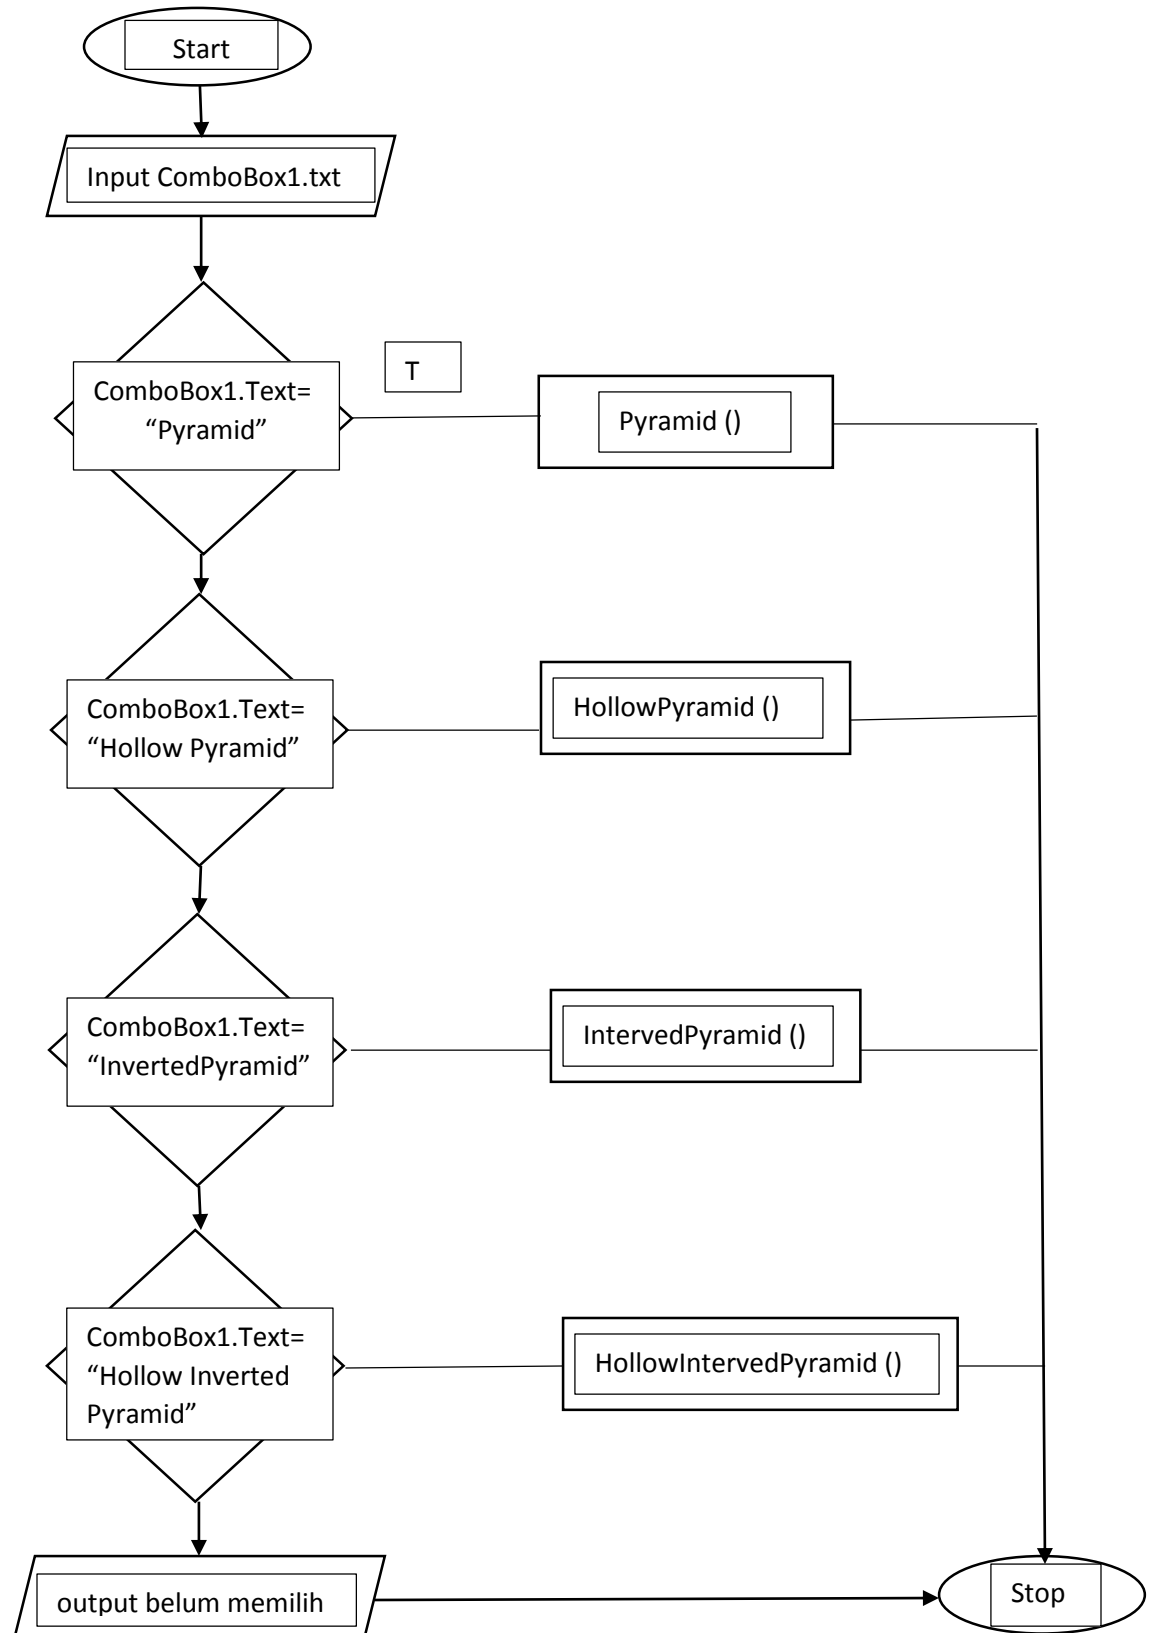 Start
Input ComboBox1.txt
ComboBox1.Text=
“Pyramid”
T
Pyramid ()
ComboBox1.Text=
“Hollow Pyramid”
HollowPyramid ()
ComboBox1.Text=
“InvertedPyramid”
IntervedPyramid ()
ComboBox1.Text=
“Hollow Inverted
Pyramid”
HollowIntervedPyramid ()
output belum memilih
Stop